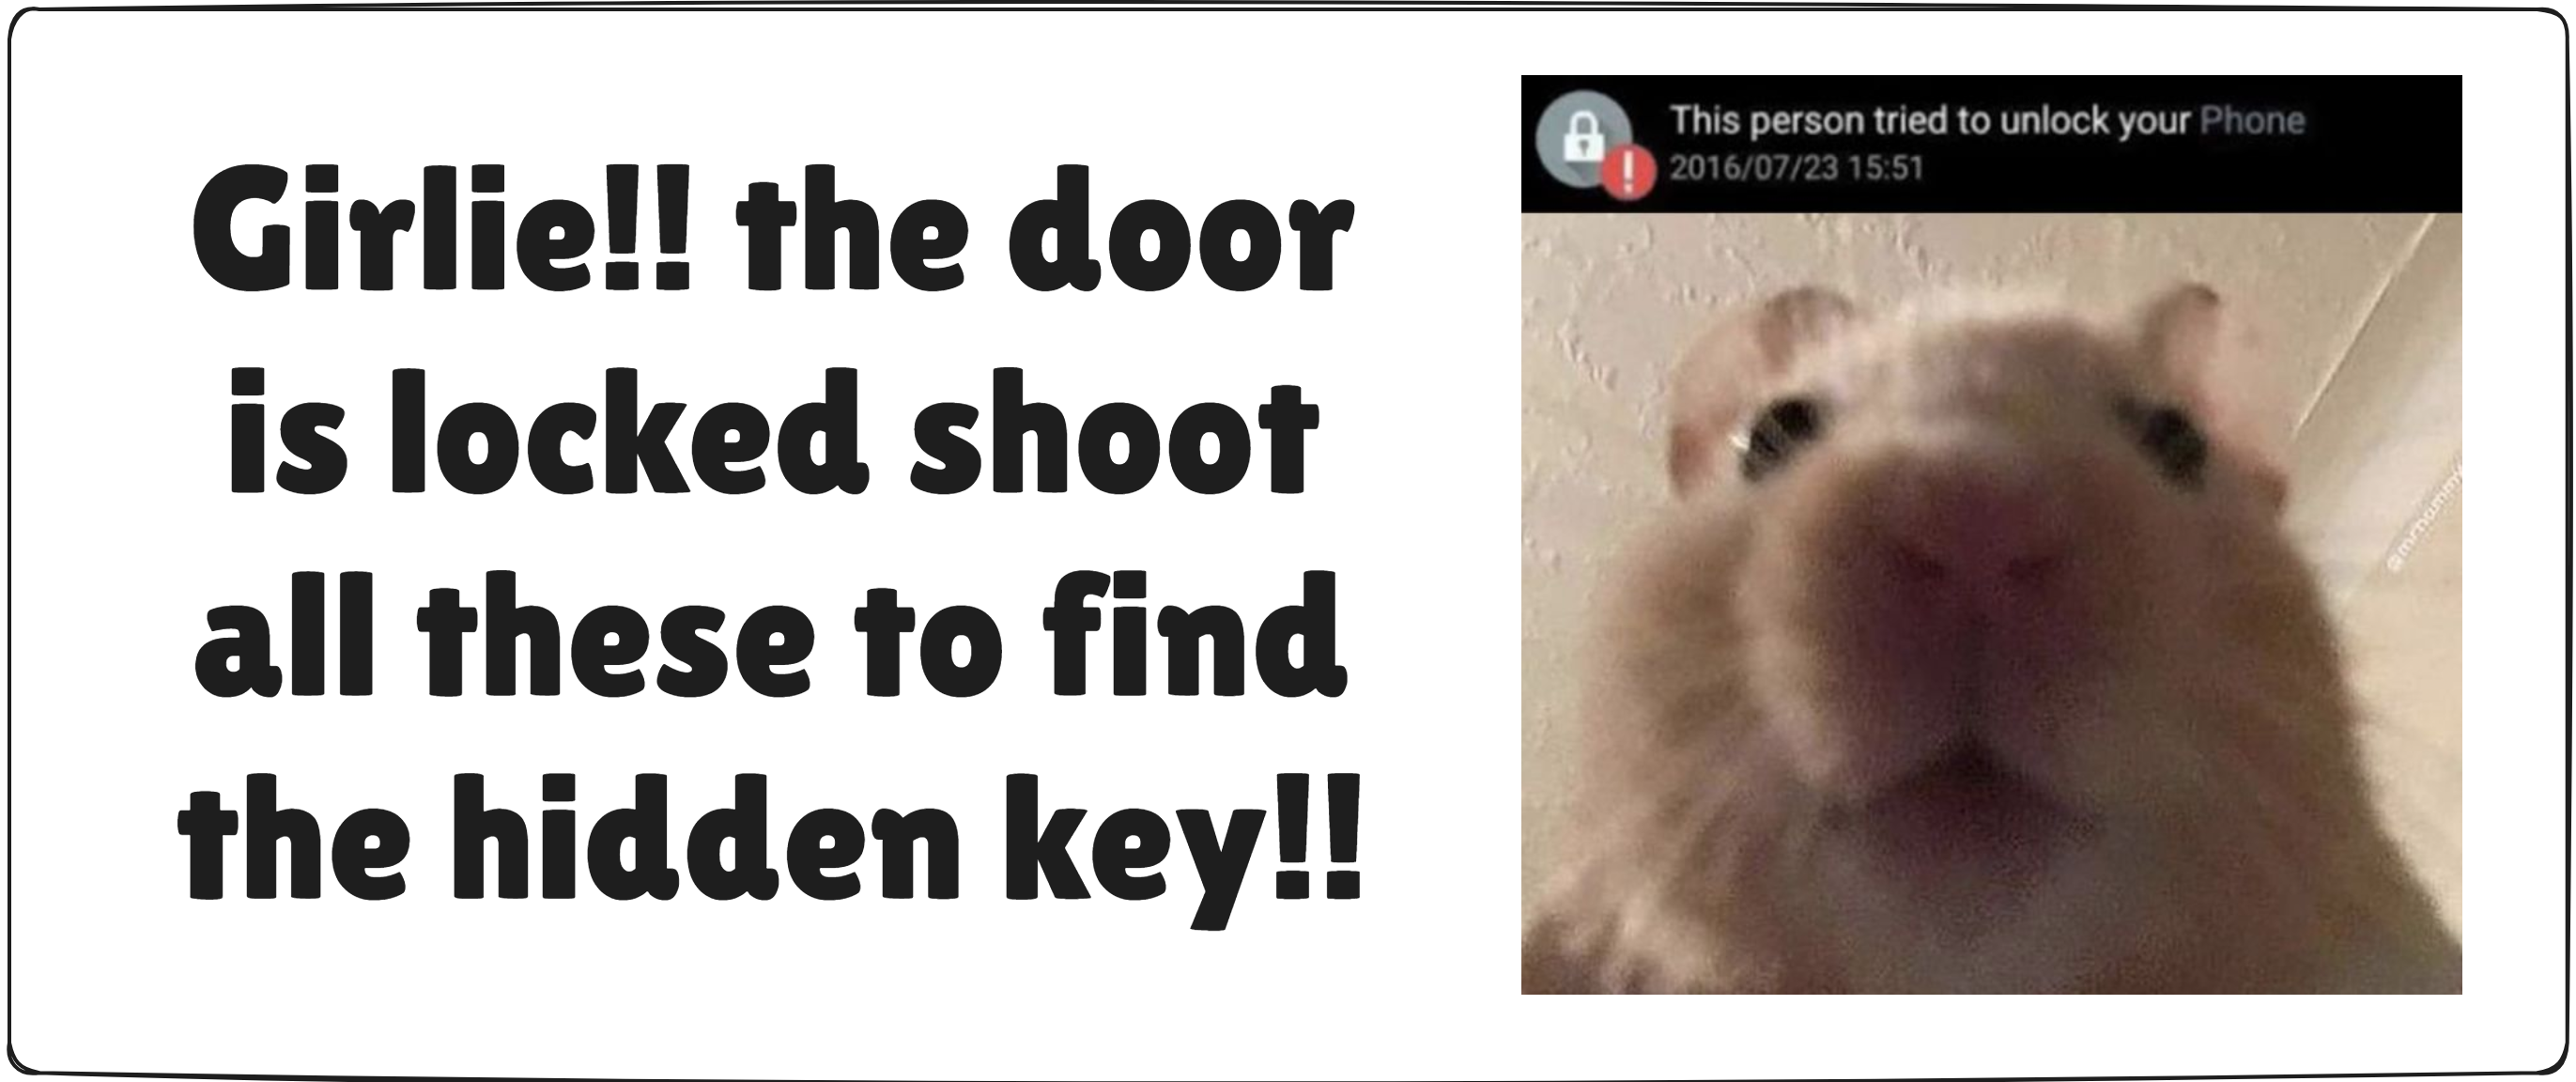 Girlie!! the door
is locked shoot
all these to find
the hidden key!!
This person tried to unlock your Phone
2016/07/23 15:51